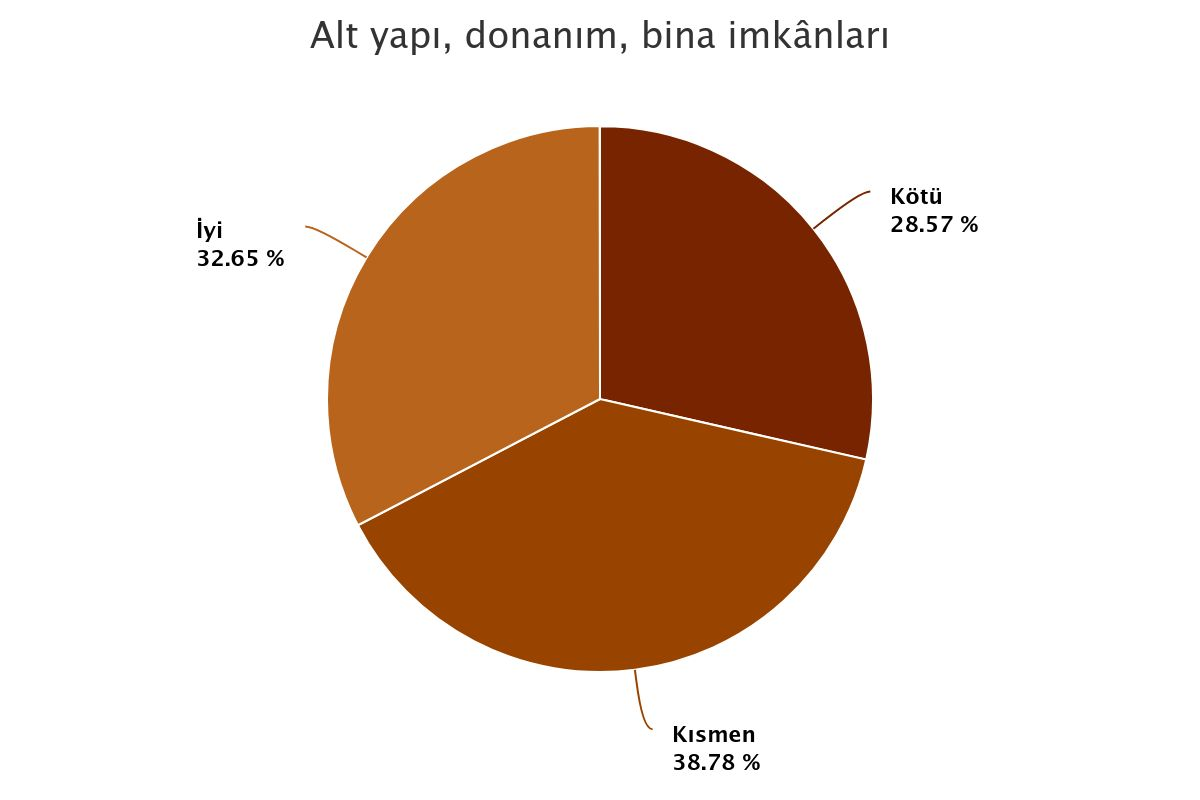 Alt yapı, donanım, bina imkânları
Kötü
28.57 %
İyi
32.65 %
Kısmen
38.78 %